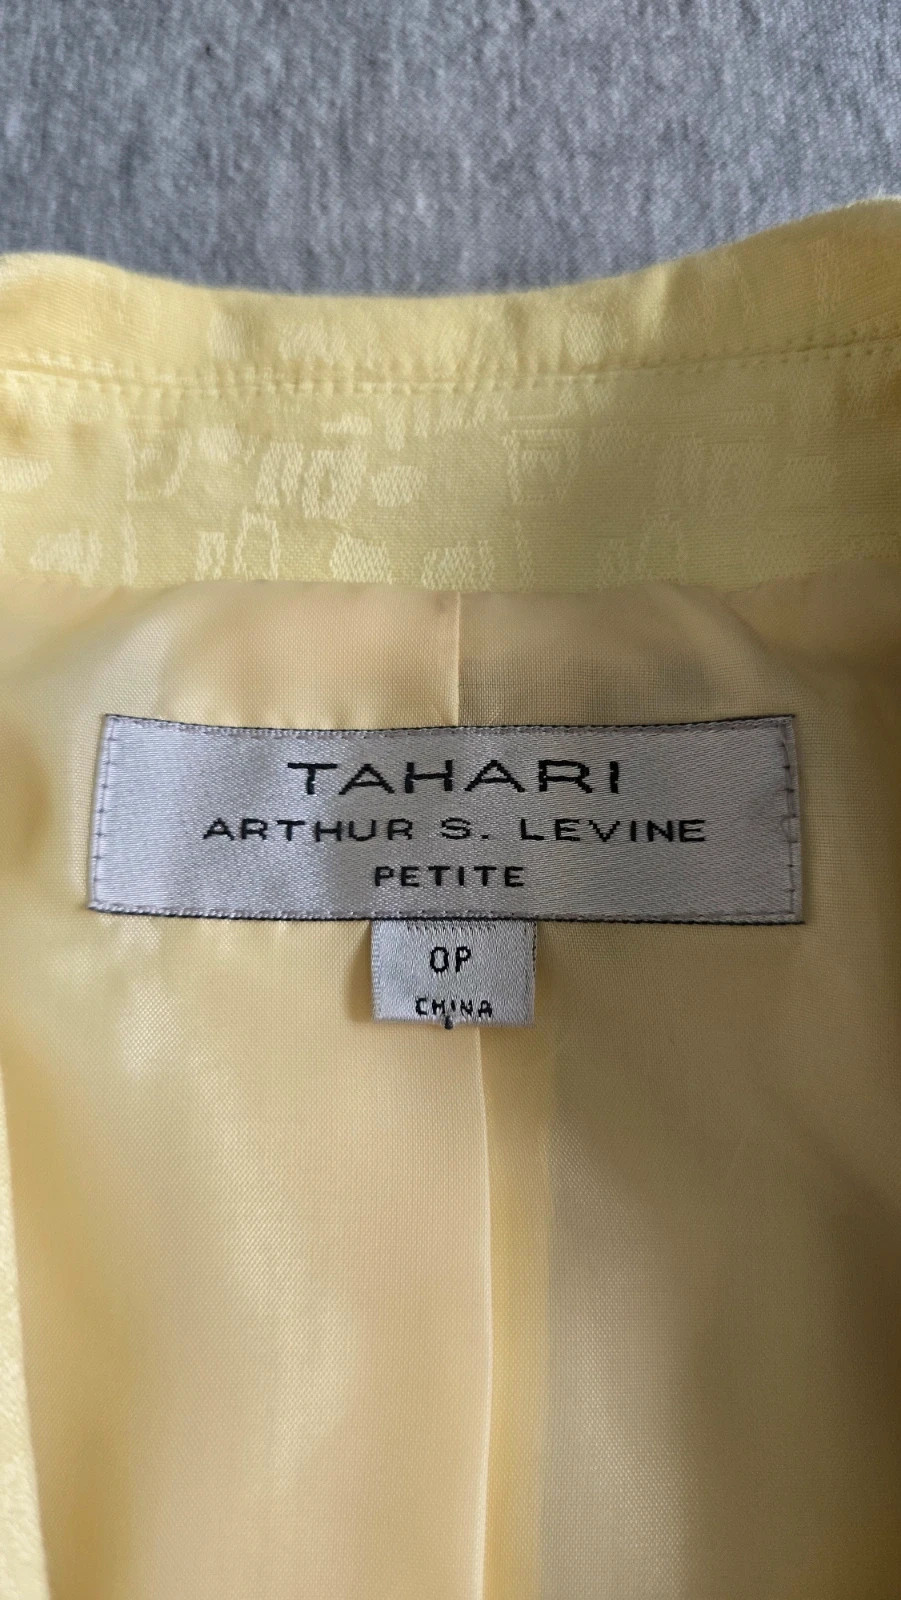 TAHARI
ARTHUR S. LEVINE
PETITE
0P
CHINA